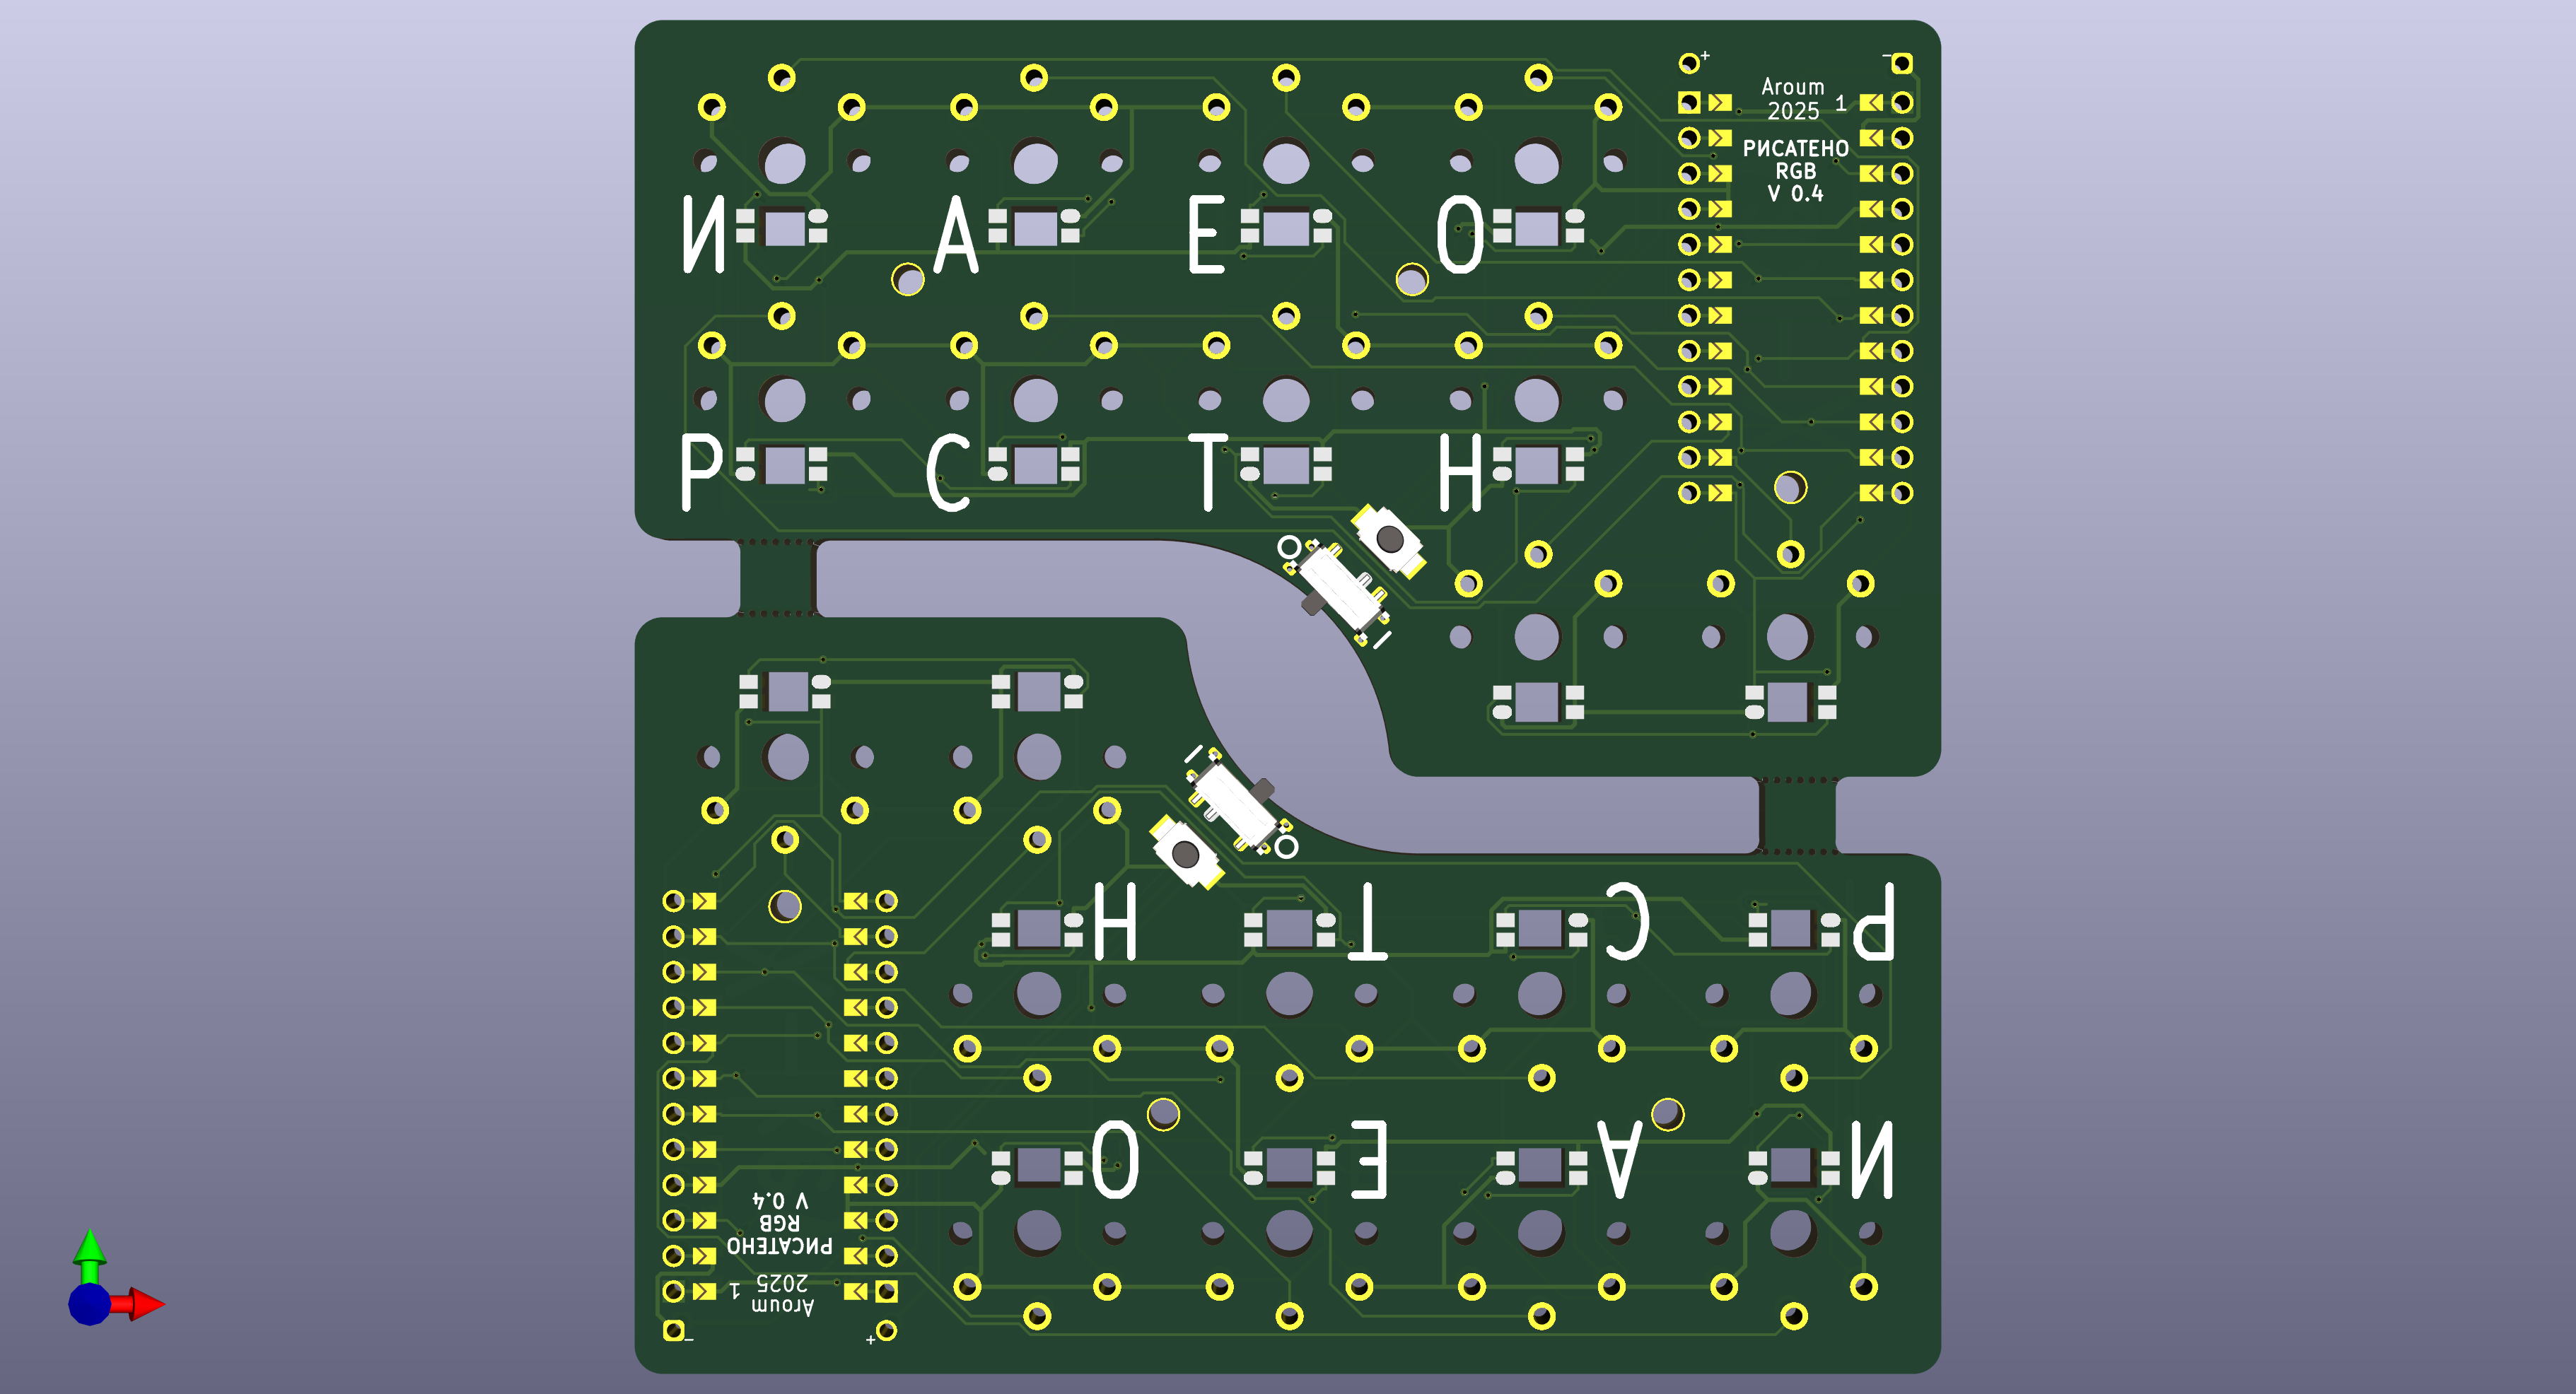 Aroum
2025 1
РИСАТЕНО
RGB
V 0.4
И А Е О
Р С Т Н
Н Т С Р
О Е А И
V 0.4
RGB
РИСАТЕНО
2025 1
Aroum